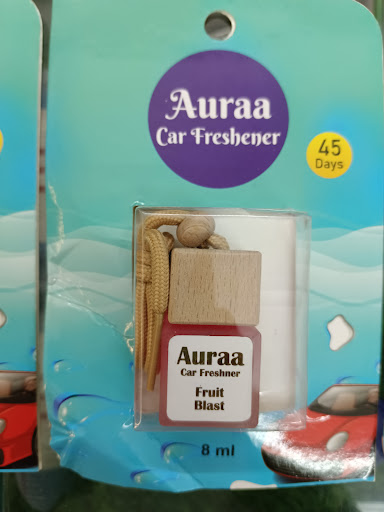 Auraa
Car Freshener
45
Days
Auraa
Car Freshner
Fruit
Blast
8 ml